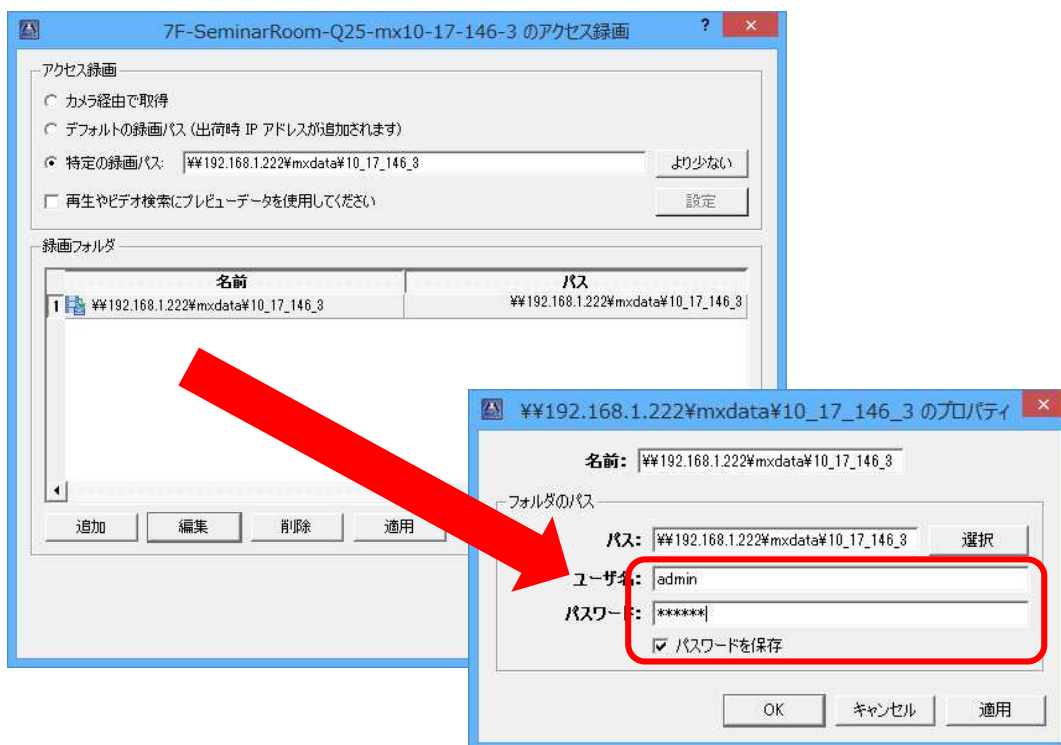 7F-SeminarRoom-Q25-mx10-17-146-3 のアクセス録画 ? ×
アクセス録画
カメラ経由で取得
デフォルトの録画パス (出荷時 IP アドレスが追加されます)
特定の録画パス: ¥¥192.168.1.222¥mxdata¥10_17_146_3 より少ない
再生やビデオ検索にプレビューデータを使用してください 設定
録画フォルダ
名前 パス
1 ¥¥192.168.1.222¥mxdata¥10_17_146_3 ¥¥192.168.1.222¥mxdata¥10_17_146_3
追加 編集 削除 適用
¥¥192.168.1.222¥mxdata¥10_17_146_3 のプロパティ ×
名前: ¥¥192.168.1.222¥mxdata¥10_17_146_3
フォルダのパス
パス: ¥¥192.168.1.222¥mxdata¥10_17_146_3 選択
ユーザ名: admin
パスワード: ******
パスワードを保存
OK キャンセル 適用